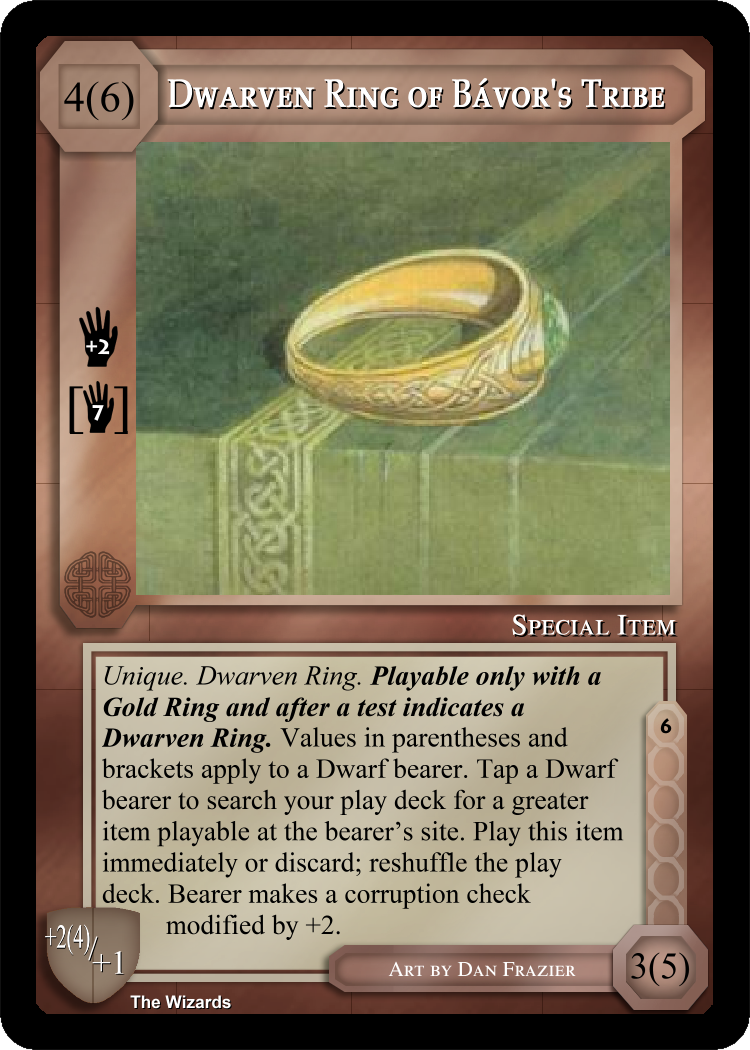 4(6)
Dwarven Ring of Bávor's Tribe
+2
[7]
Special Item
Unique. Dwarven Ring. Playable only with a
Gold Ring and after a test indicates a
Dwarven Ring. Values in parentheses and
brackets apply to a Dwarf bearer. Tap a Dwarf
bearer to search your play deck for a greater
item playable at the bearer’s site. Play this item
immediately or discard; reshuffle the play
deck. Bearer makes a corruption check
modified by +2.
6
+2(4)/+1
Art by Dan Frazier
3(5)
The Wizards